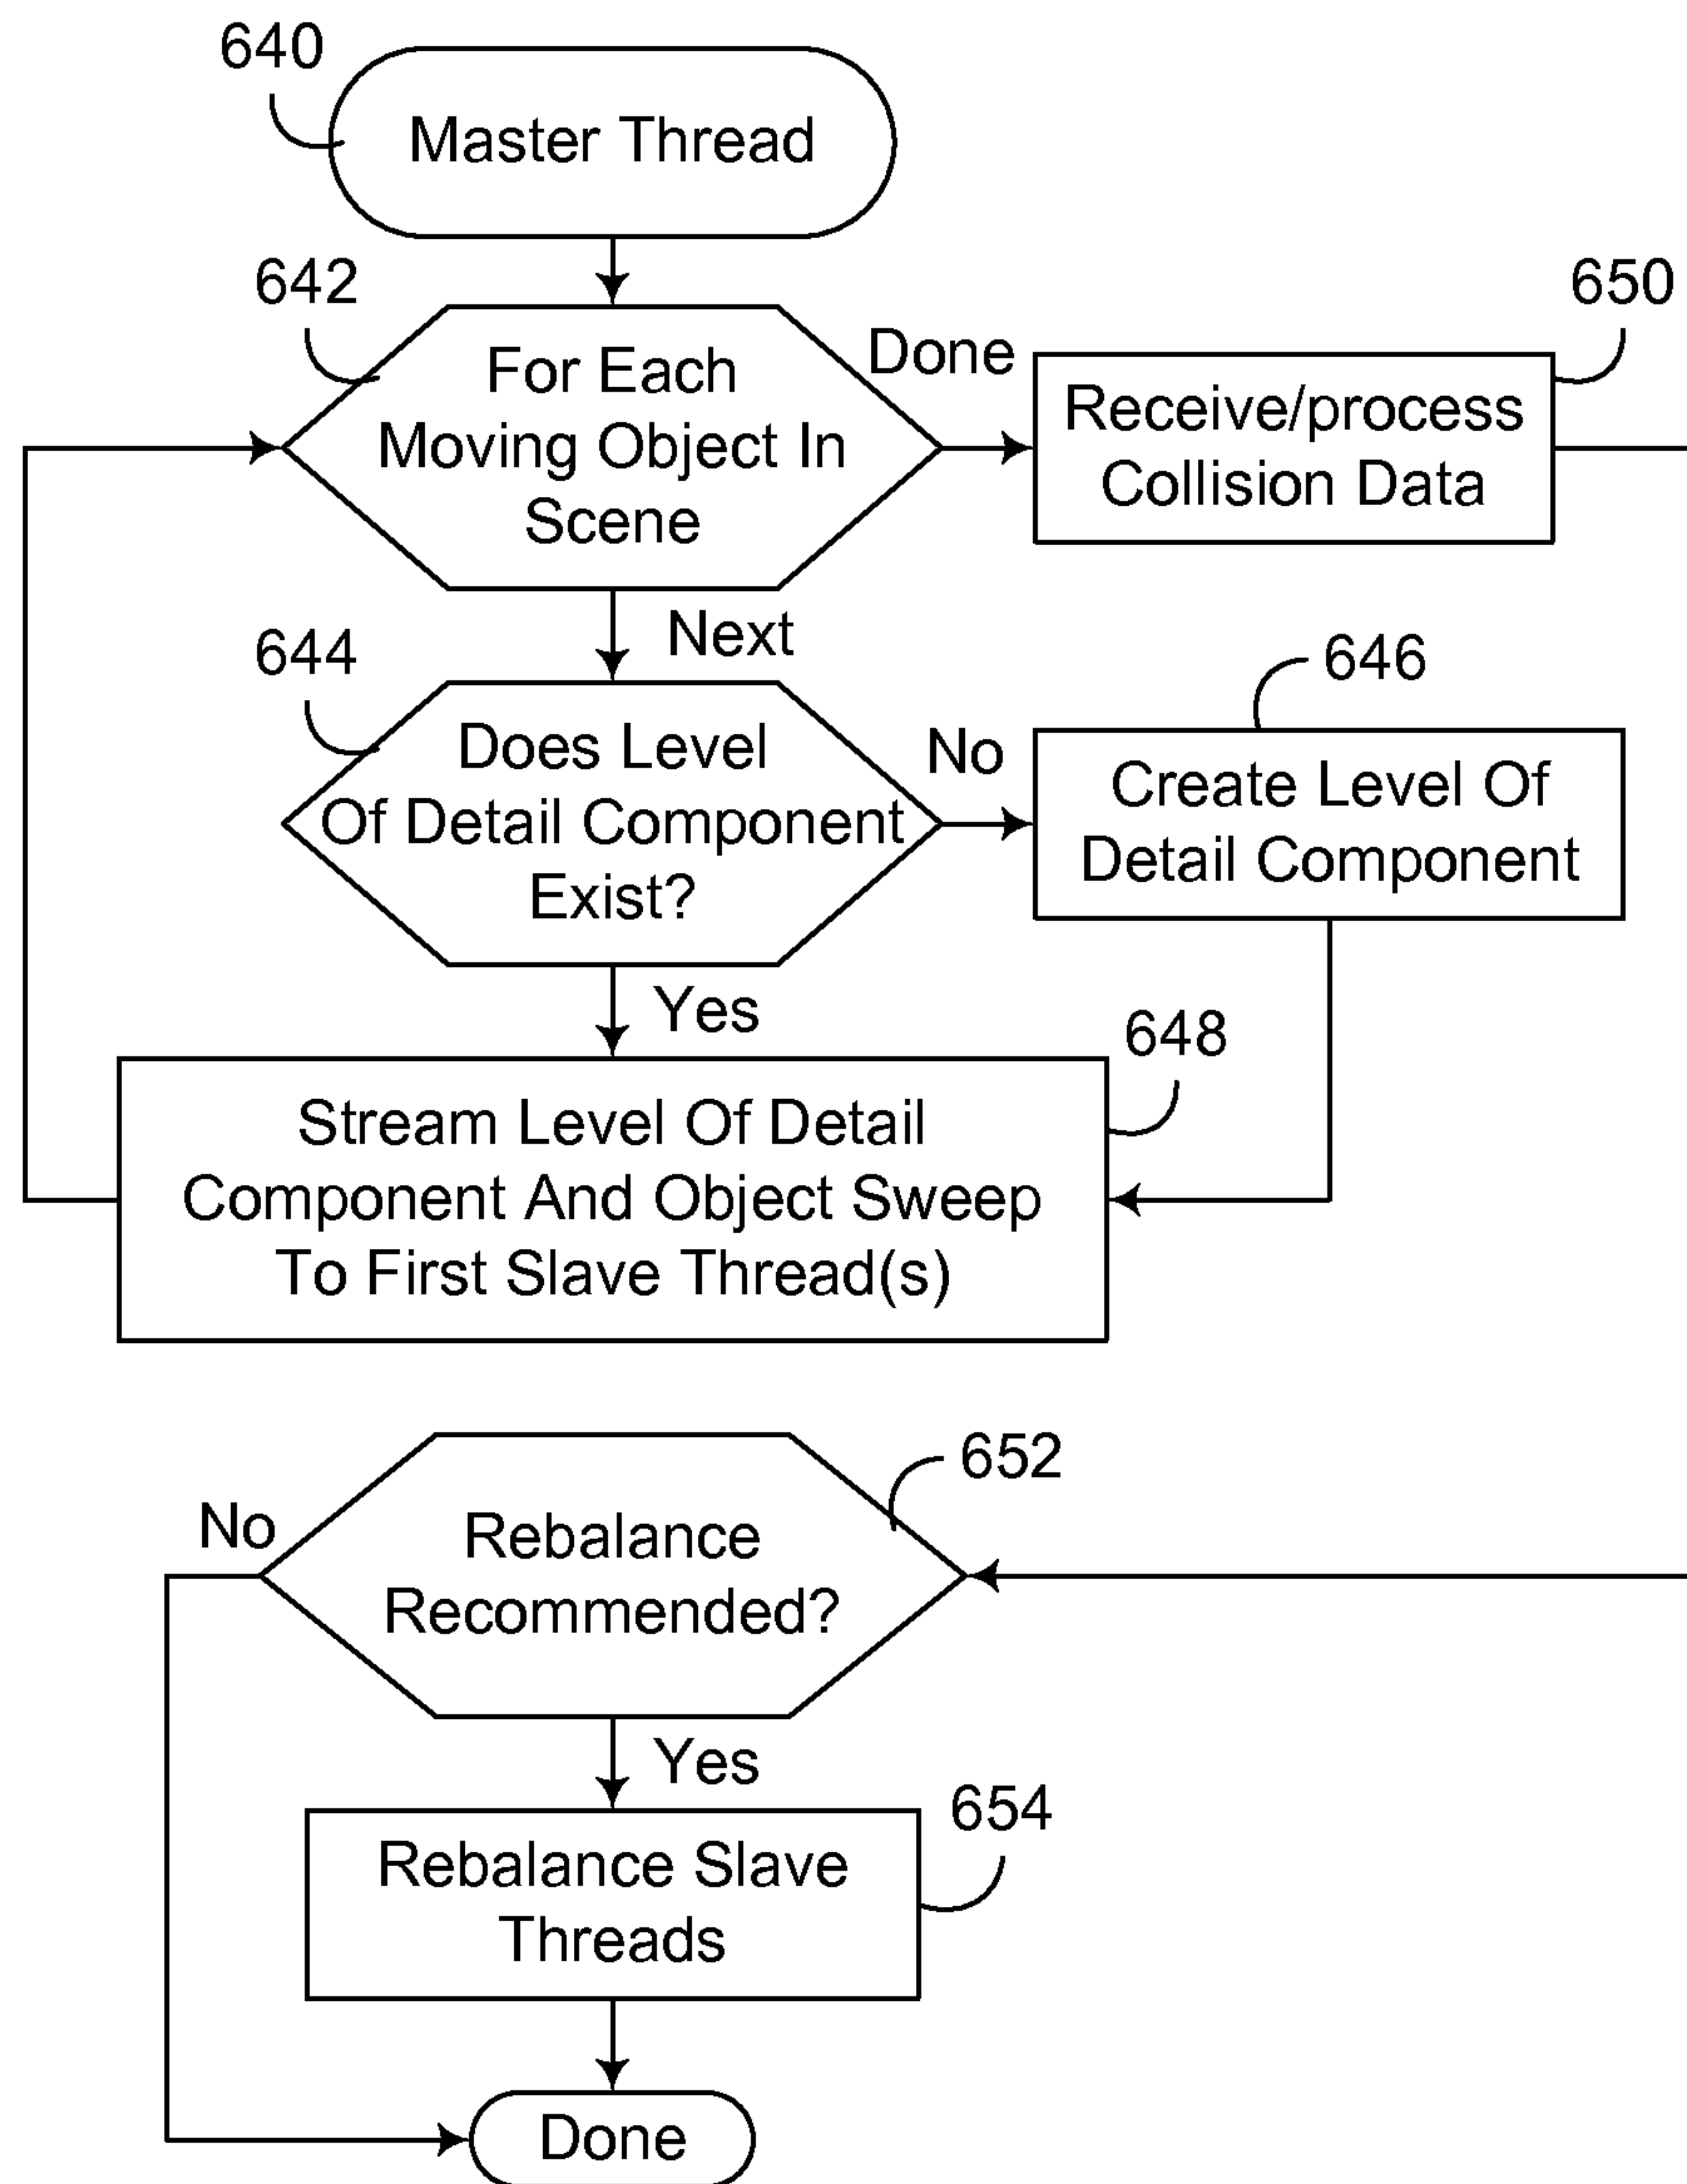 640
Master Thread
642
For Each
Moving Object In
Scene
Done
650
Receive/process
Collision Data
Next
644
Does Level
Of Detail Component
Exist?
No
646
Create Level Of
Detail Component
Yes
648
Stream Level Of Detail
Component And Object Sweep
To First Slave Thread(s)
652
No
Rebalance
Recommended?
Yes
654
Rebalance Slave
Threads
Done